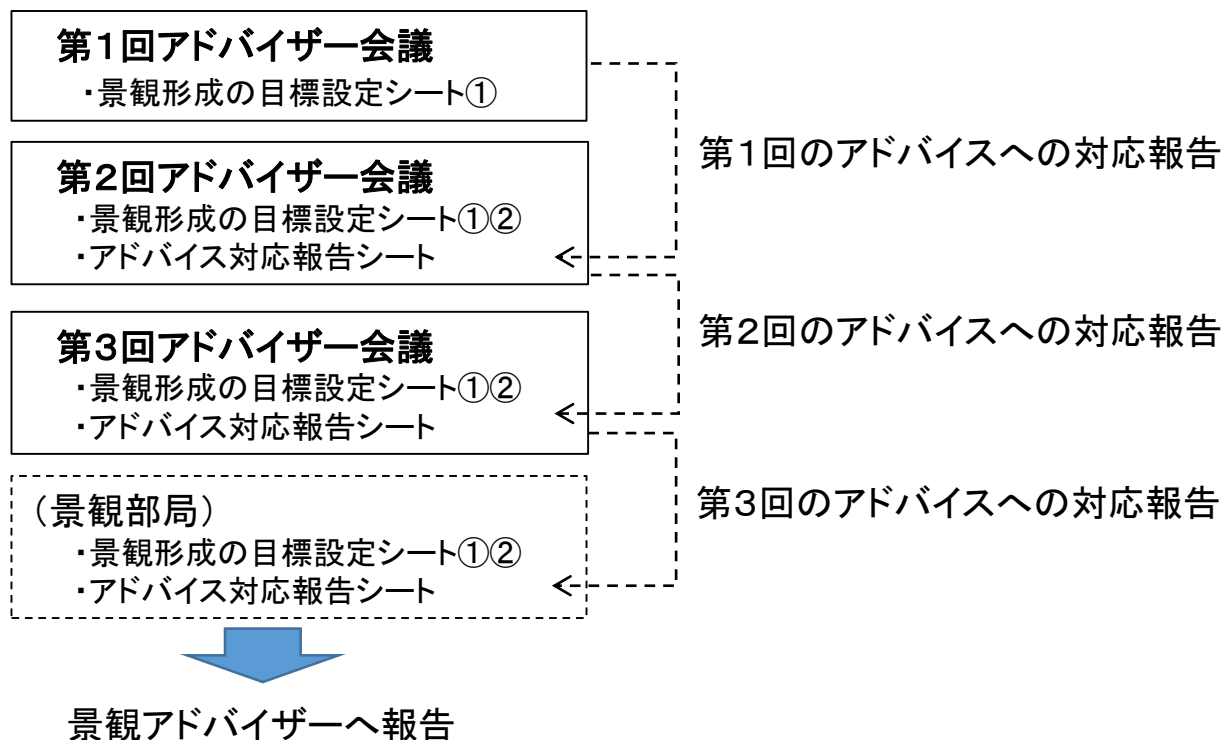 第１回アドバイザー会議
・景観形成の目標設定シート①
第１回のアドバイスへの対応報告
第２回アドバイザー会議
・景観形成の目標設定シート①②
・アドバイス対応報告シート
第２回のアドバイスへの対応報告
第３回アドバイザー会議
・景観形成の目標設定シート①②
・アドバイス対応報告シート
第３回のアドバイスへの対応報告
（景観部局）
・景観形成の目標設定シート①②
・アドバイス対応報告シート
景観アドバイザーへ報告